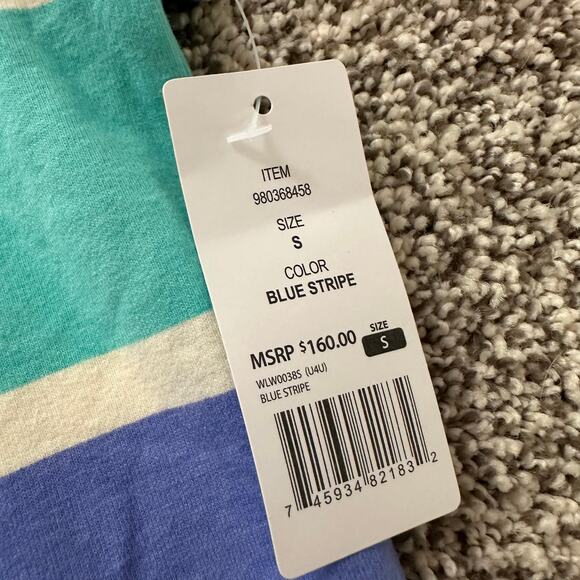 ITEM
980368458
SIZE
S
COLOR
BLUE STRIPE
MSRP $160.00
SIZE
S
WLW0038S (U4U)
BLUE STRIPE
7 45934 82183 2